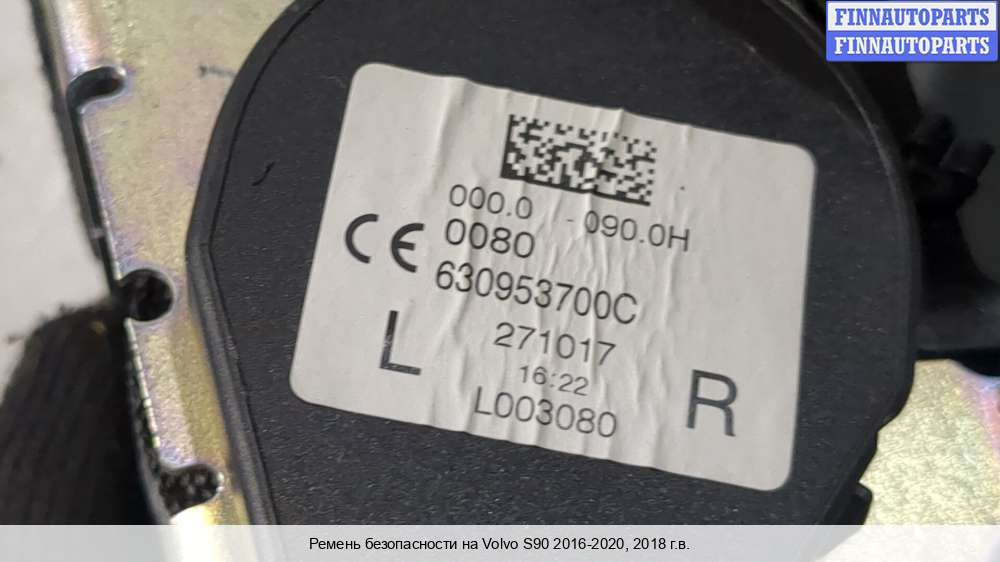 FINNAUTOPARTS
FINNAUTOPARTS
000.0 - 090.0H
CE 0080
630953700C
271017
L 16:22 R
L003080
Ремень безопасности на Volvo S90 2016-2020, 2018 г.в.